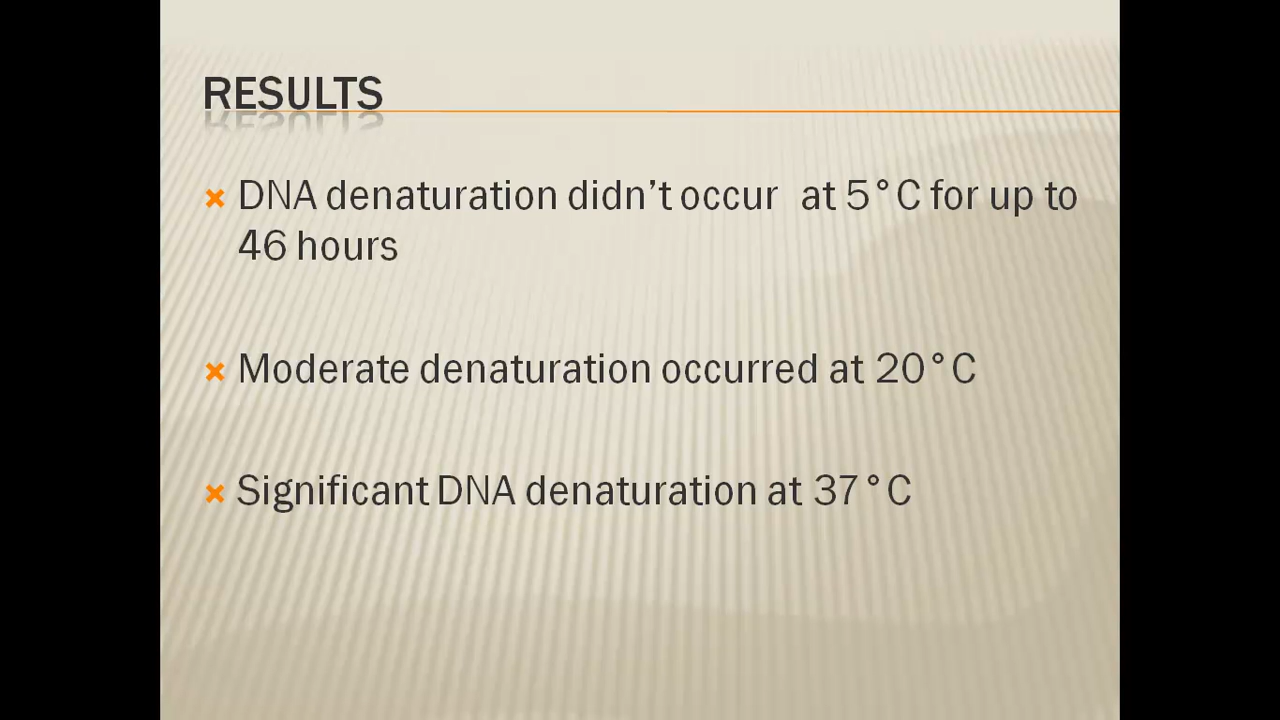 RESULTS
DNA denaturation didn’t occur  at 5°C for up to
46 hours
Moderate denaturation occurred at 20°C
Significant DNA denaturation at 37°C